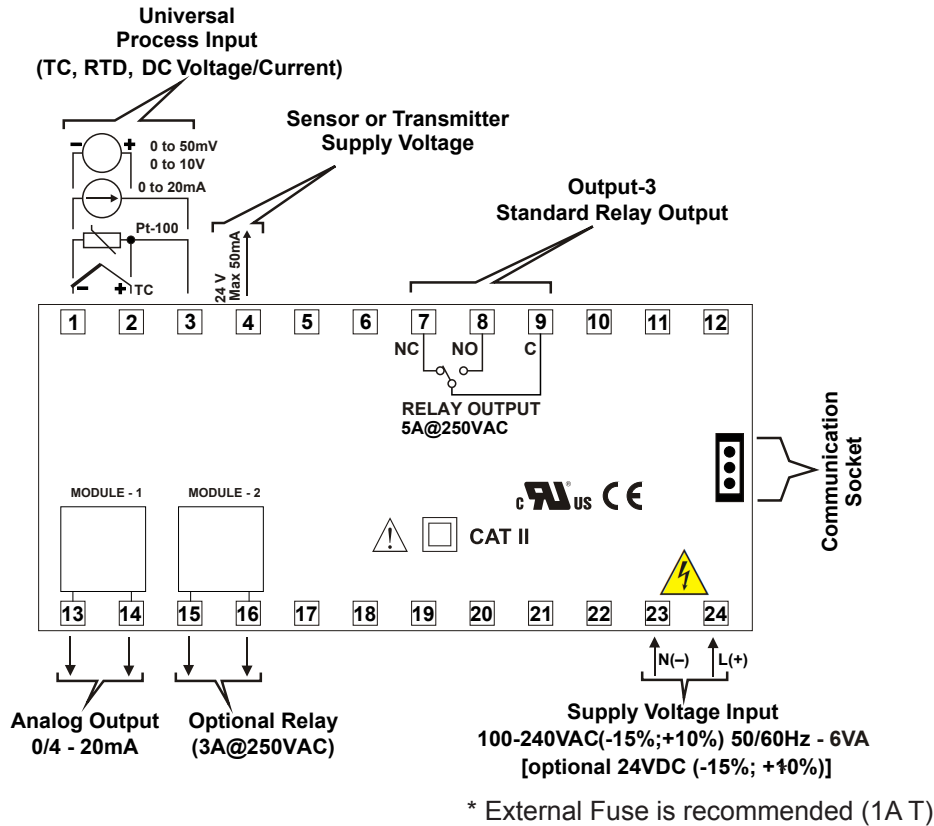 Universal
Process Input
(TC, RTD, DC Voltage/Current)
- + 0 to 50mV
0 to 10V
0 to 20mA
Pt-100
- + TC
Sensor or Transmitter
Supply Voltage
24 V
Max 50mA
Output-3
Standard Relay Output
1 2 3 4 5 6 7 8 9 10 11 12
NC NO C
RELAY OUTPUT
5A@250VAC
Communication
Socket
MODULE - 1 MODULE - 2
c RU ® US CE
CAT II
13 14 15 16 17 18 19 20 21 22 23 24
N(–) L(+)
Analog Output
0/4 - 20mA
Optional Relay
(3A@250VAC)
Supply Voltage Input
100-240VAC(-15%;+10%) 50/60Hz - 6VA
[optional 24VDC (-15%; +10%)]
* External Fuse is recommended (1A T)